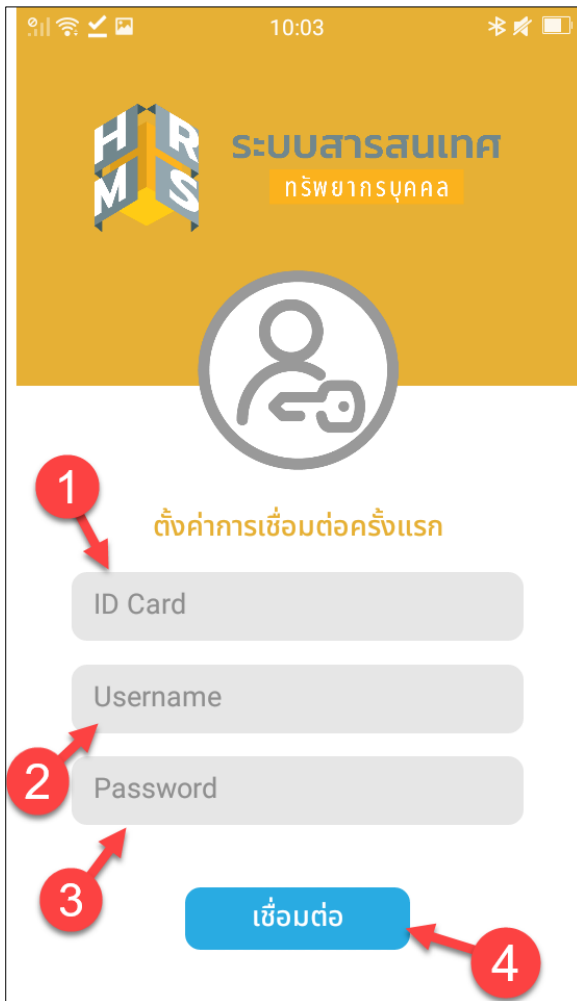 10:03
HR
MS
ระบบสารสนเทศ
ทรัพยากรบุคคล
1
ตั้งค่าการเชื่อมต่อครั้งแรก
ID Card
Username
2
Password
3
เชื่อมต่อ
4